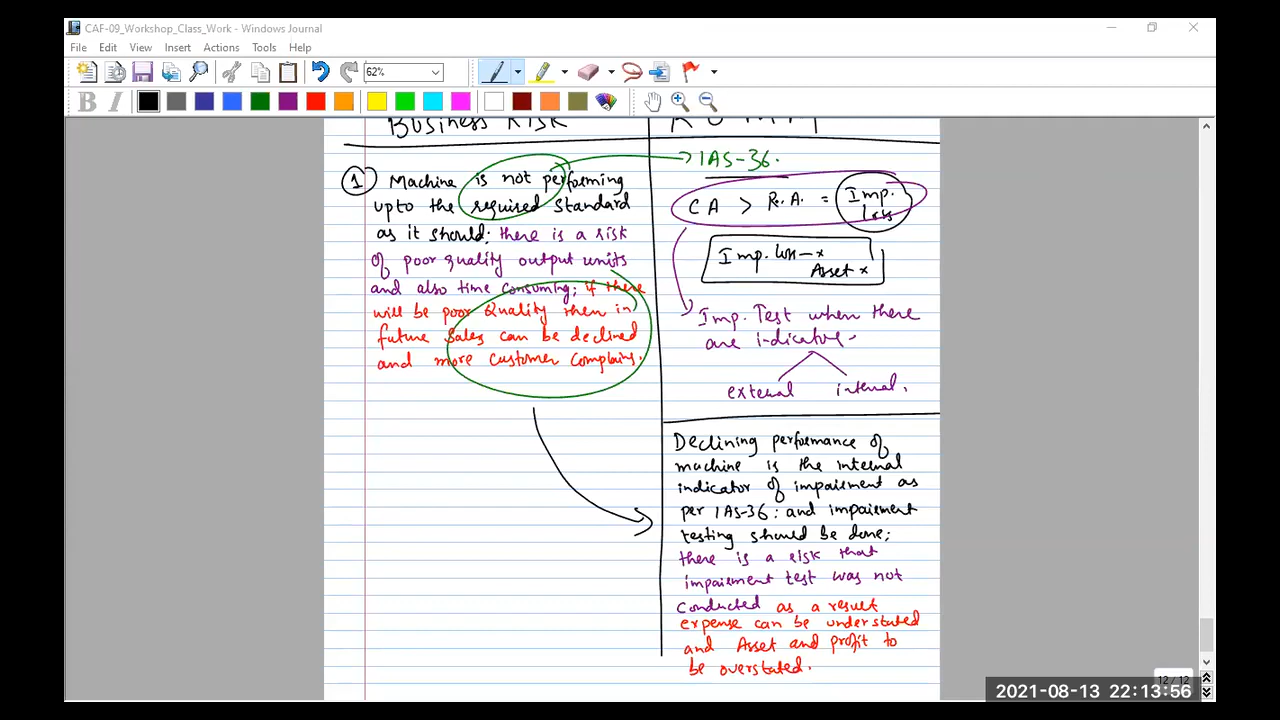 CAF-09_Workshop_Class_Work - Windows Journal
File Edit View Insert Actions Tools Help
62%
Business Risk
ROMM
① Machine is not performing
upto the required standard
as it should; there is a risk
of poor quality output units
and also time consuming; if there
will be poor Quality then in
future Sales can be declined
and more customer complains.
IAS-36.
CA > R.A. = Imp.
loss
Imp. loss — x
Asset x
Imp. Test when there
are indicators
external internal.
Declining performance of
machine is the internal
indicator of impairment as
per IAS-36: and impairment
testing should be done;
there is a risk that
impairment test was not
conducted as a result
expense can be understated
and Asset and profit to
be overstated.
12 / 12
2021-08-13 22:13:56